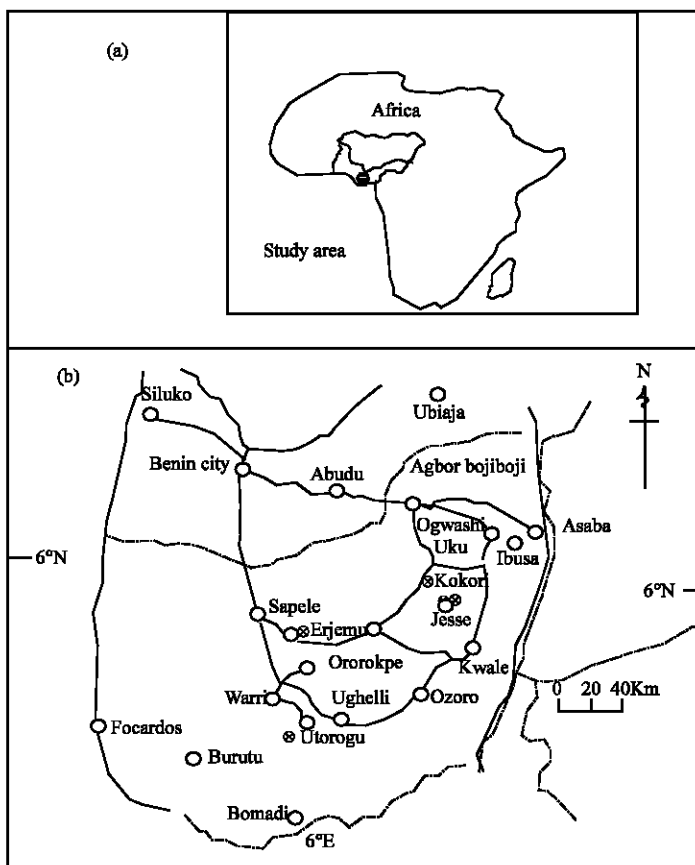 (a)
Africa
Study area
(b)
N
Siluko
Ubiaja
Benin city
Abudu
Agbor bojiboji
Ogwashi
Uku
Asaba
Ibusa
6°N
Kokori
6°N
Jesse
Sapele
Erjemu
Ororokpe
Kwale
0 20 40Km
Warri
Ughelli
Ozoro
Focardos
Utorogu
Burutu
Bomadi
6°E